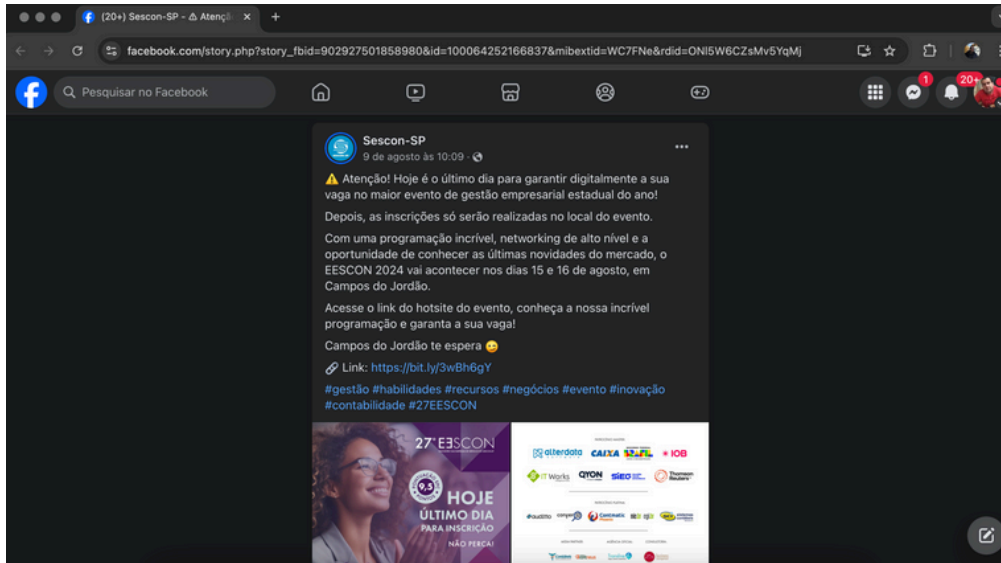 (20+) Sescon-SP - ⚠ Atençã
facebook.com/story.php?story_fbid=902927501858980&id=100064252166837&mibextid=WC7FNe&rdid=ONI5W6CZsMv5YqMj
Pesquisar no Facebook
1
20+
Sescon-SP
9 de agosto às 10:09 ·
⚠ Atenção! Hoje é o último dia para garantir digitalmente a sua
vaga no maior evento de gestão empresarial estadual do ano!
Depois, as inscrições só serão realizadas no local do evento.
Com uma programação incrível, networking de alto nível e a
oportunidade de conhecer as últimas novidades do mercado, o
EESCON 2024 vai acontecer nos dias 15 e 16 de agosto, em
Campos do Jordão.
Acesse o link do hotsite do evento, conheça a nossa incrível
programação e garanta a sua vaga!
Campos do Jordão te espera 😉
🔗 Link: https://bit.ly/3wBh6gY
#gestão #habilidades #recursos #negócios #evento #inovação
#contabilidade #27EESCON
27º EESCON
9,5
HOJE
ÚLTIMO DIA
PARA INSCRIÇÃO
NÃO PERCA!
alterdata CAIXA BRASIL IOB
IT Works QYON SIEG Thomson Reuters
auditto Contmatic